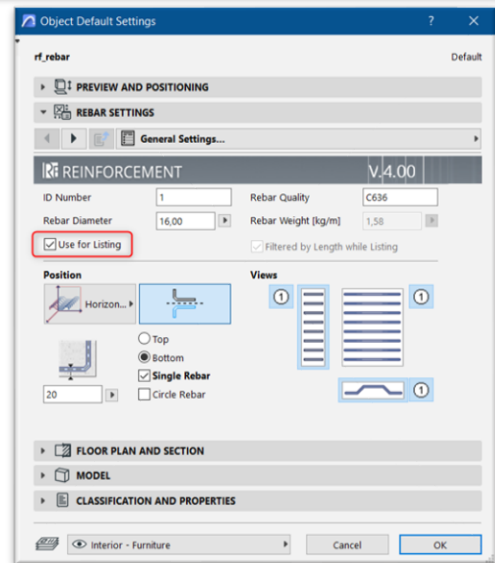 Object Default Settings ? ×
rf_rebar Default
PREVIEW AND POSITIONING
REBAR SETTINGS
General Settings...
RF REINFORCEMENT V.4.00
ID Number 1 Rebar Quality C636
Rebar Diameter 16,00 Rebar Weight [kg/m] 1,58
Use for Listing Filtered by Length while Listing
Position Views
Horizon... 1 1
Top
Bottom
Single Rebar 1
20 Circle Rebar
FLOOR PLAN AND SECTION
MODEL
CLASSIFICATION AND PROPERTIES
Interior - Furniture Cancel OK